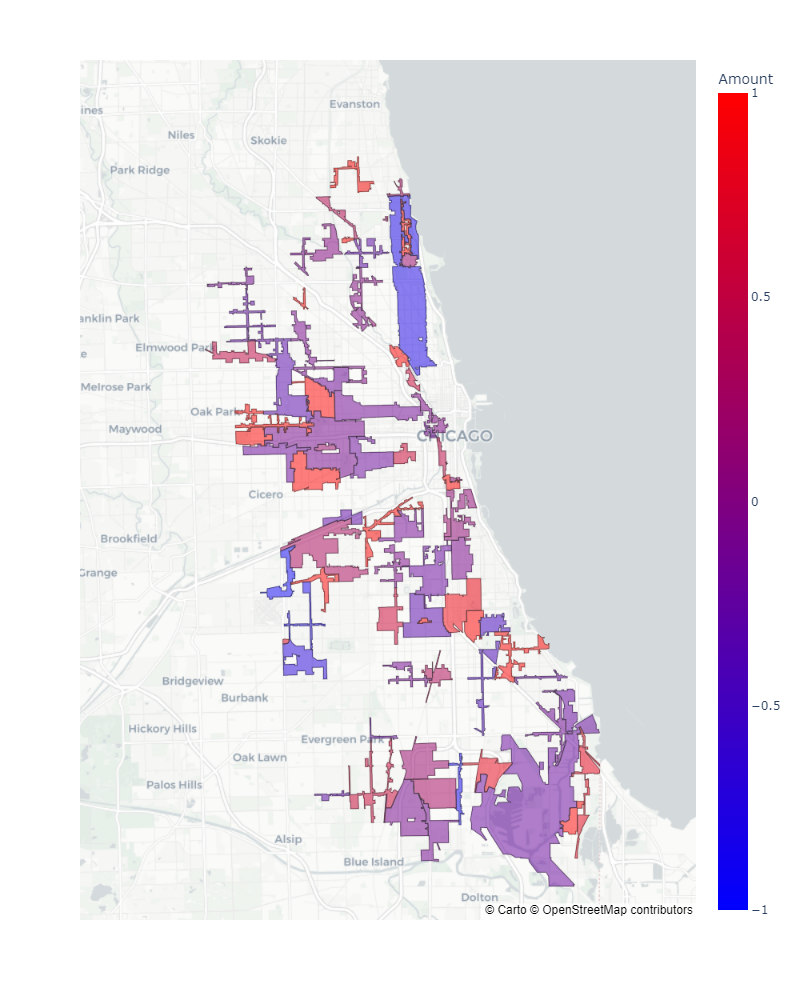 Amount
1
0.5
0
−0.5
−1
Evanston
ines
Niles
Skokie
Park Ridge
anklin Park
Elmwood Park
e
Melrose Park
Oak Park
Maywood
CHICAGO
Cicero
Brookfield
Grange
Bridgeview
Burbank
Hickory Hills
Evergreen Park
Oak Lawn
Palos Hills
Alsip
Blue Island
Dolton
© Carto © OpenStreetMap contributors